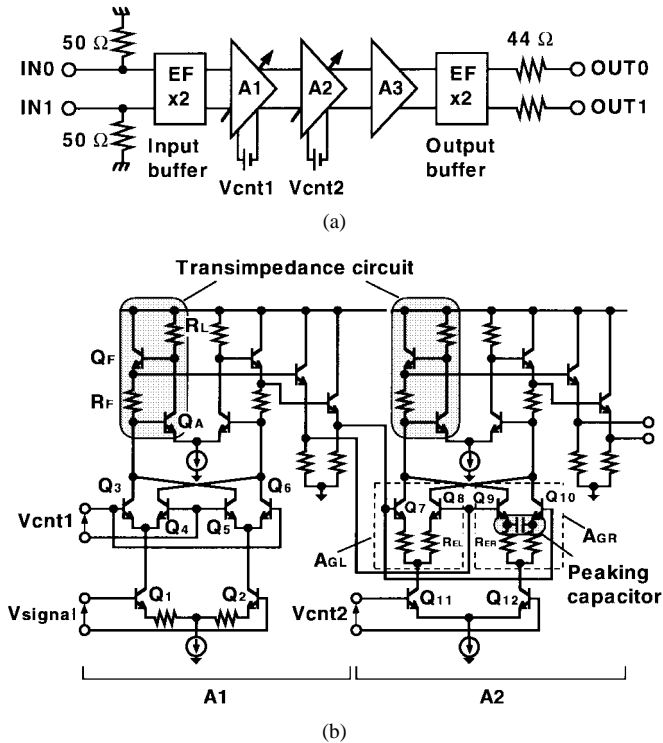 50 Ω
44 Ω
IN0
EF
x2
A1
A2
A3
EF
x2
OUT0
IN1
OUT1
50 Ω
Input
buffer
Vcnt1
Vcnt2
Output
buffer
(a)
Transimpedance circuit
RL
QF
RF
QA
Q3
Q6
Vcnt1
Q4
Q5
Q7
Q8
Q9
Q10
AGL
REL
RER
AGR
Peaking
capacitor
Vsignal
Q1
Q2
Vcnt2
Q11
Q12
A1
A2
(b)